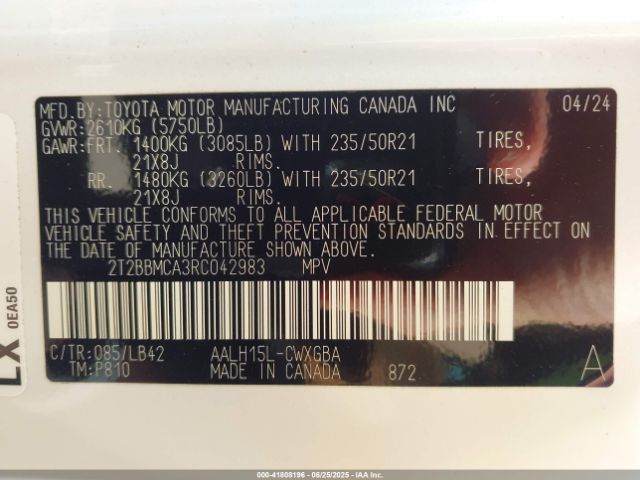 MFD.BY:TOYOTA MOTOR MANUFACTURING CANADA INC 04/24
GVWR:2610KG (5750LB)
GAWR:FRT. 1400KG (3085LB) WITH 235/50R21 TIRES,
21X8J RIMS.
RR. 1480KG (3260LB) WITH 235/50R21 TIRES,
21X8J RIMS.
THIS VEHICLE CONFORMS TO ALL APPLICABLE FEDERAL MOTOR
VEHICLE SAFETY AND THEFT PREVENTION STANDARDS IN EFFECT ON
THE DATE OF MANUFACTURE SHOWN ABOVE.
2T2BBMCA3RC042983 MPV
C/TR:085/LB42 AALH15L-CWXGBA
TM:P810 MADE IN CANADA 872 A
LX 0EA50
000-41808196 - 06/25/2025 - IAAI.COM